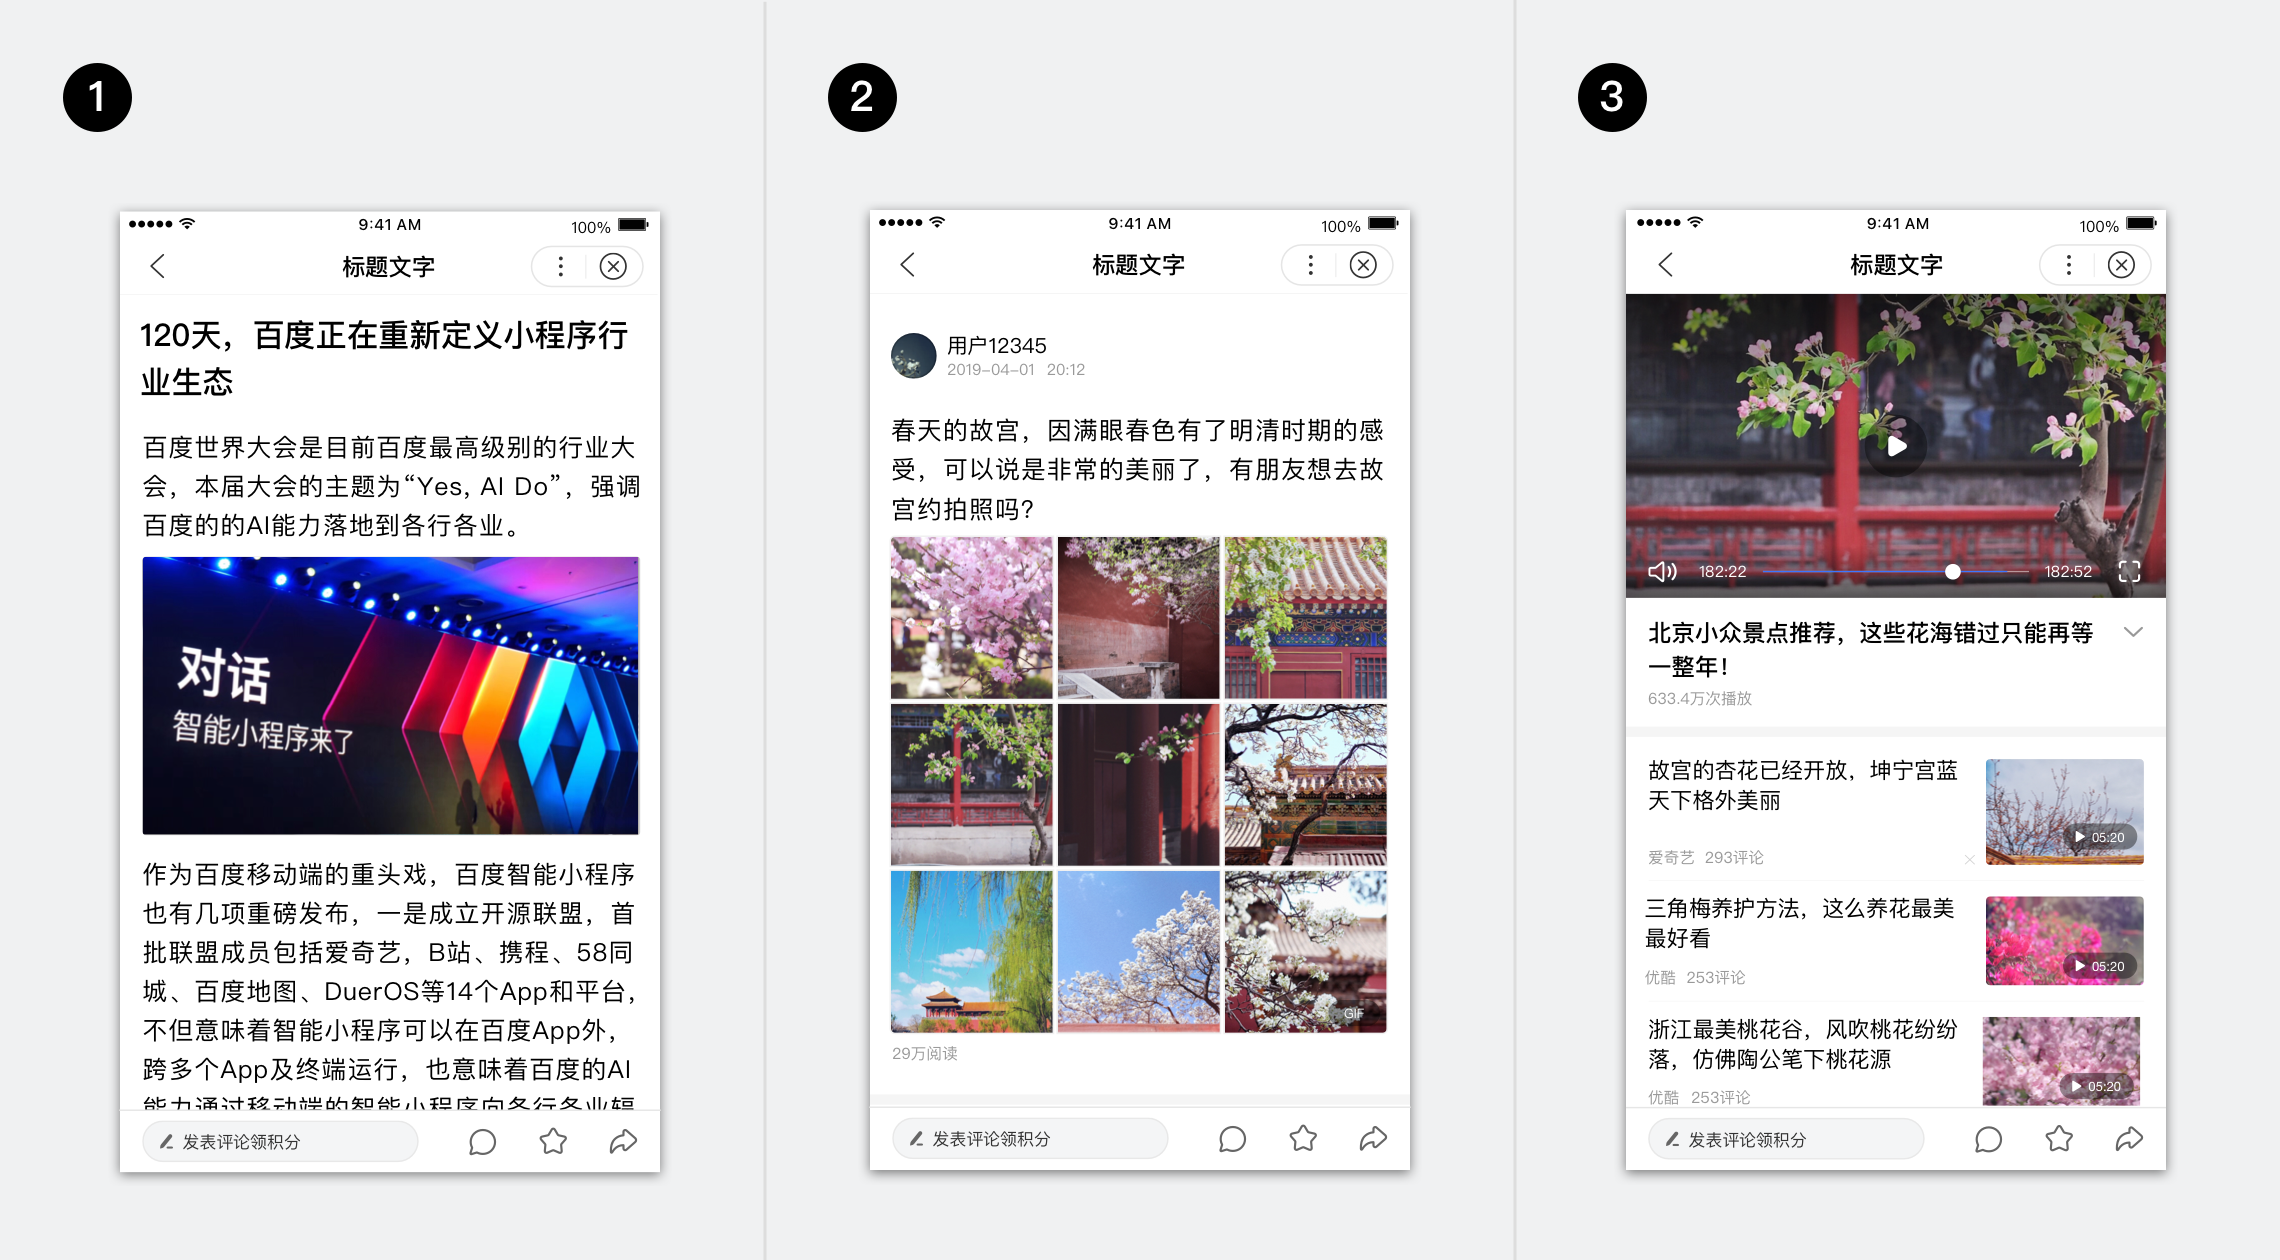 1
9:41 AM
100%
标题文字
120天，百度正在重新定义小程序行
业生态
百度世界大会是目前百度最高级别的行业大
会，本届大会的主题为“Yes, AI Do”，强调
百度的的AI能力落地到各行各业。
对话
智能小程序来了
作为百度移动端的重头戏，百度智能小程序
也有几项重磅发布，一是成立开源联盟，首
批联盟成员包括爱奇艺，B站、携程、58同
城、百度地图、DuerOS等14个App和平台，
不但意味着智能小程序可以在百度App外，
跨多个App及终端运行，也意味着百度的AI
能力通过移动端的智能小程序向各行各业辐
发表评论领积分
2
9:41 AM
100%
标题文字
用户12345
2019-04-01 20:12
春天的故宫，因满眼春色有了明清时期的感
受，可以说是非常的美丽了，有朋友想去故
宫约拍照吗？
GIF
29万阅读
发表评论领积分
3
9:41 AM
100%
标题文字
182:22
182:52
北京小众景点推荐，这些花海错过只能再等
一整年！
633.4万次播放
故宫的杏花已经开放，坤宁宫蓝
天下格外美丽
05:20
爱奇艺 293评论
三角梅养护方法，这么养花最美
最好看
05:20
优酷 253评论
浙江最美桃花谷，风吹桃花纷纷
落，仿佛陶公笔下桃花源
05:20
优酷 253评论
发表评论领积分